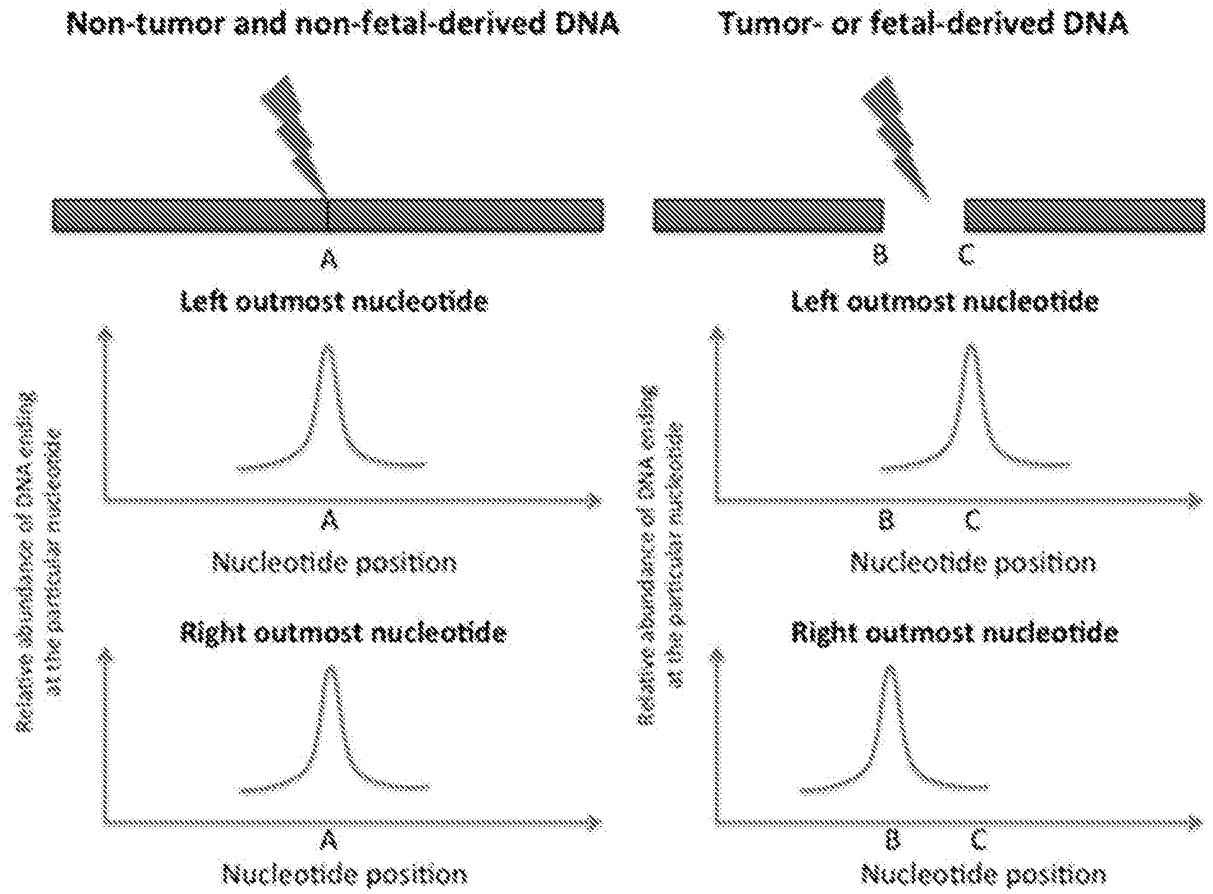 Non-tumor and non-fetal-derived DNA
Tumor- or fetal-derived DNA
A
B
C
Left outmost nucleotide
Left outmost nucleotide
Relative abundance of DNA ending
at the particular nucleotide
Relative abundance of DNA ending
at the particular nucleotide
A
B
C
Nucleotide position
Nucleotide position
Right outmost nucleotide
Right outmost nucleotide
A
B
C
Nucleotide position
Nucleotide position